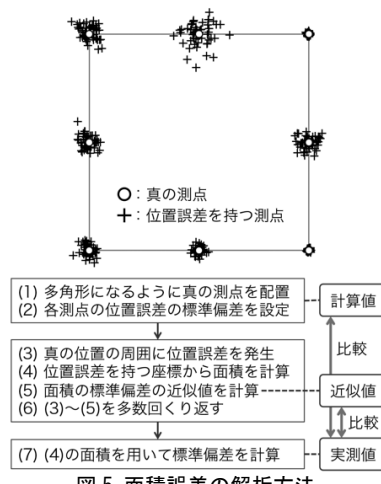 ○：真の測点
＋：位置誤差を持つ測点
(1) 多角形になるように真の測点を配置
(2) 各測点の位置誤差の標準偏差を設定
計算値
比較
(3) 真の位置の周囲に位置誤差を発生
(4) 位置誤差を持つ座標から面積を計算
(5) 面積の標準偏差の近似値を計算
近似値
(6) (3)～(5)を多数回くり返す
比較
(7) (4)の面積を用いて標準偏差を計算
実測値
図5 面積誤差の解析方法